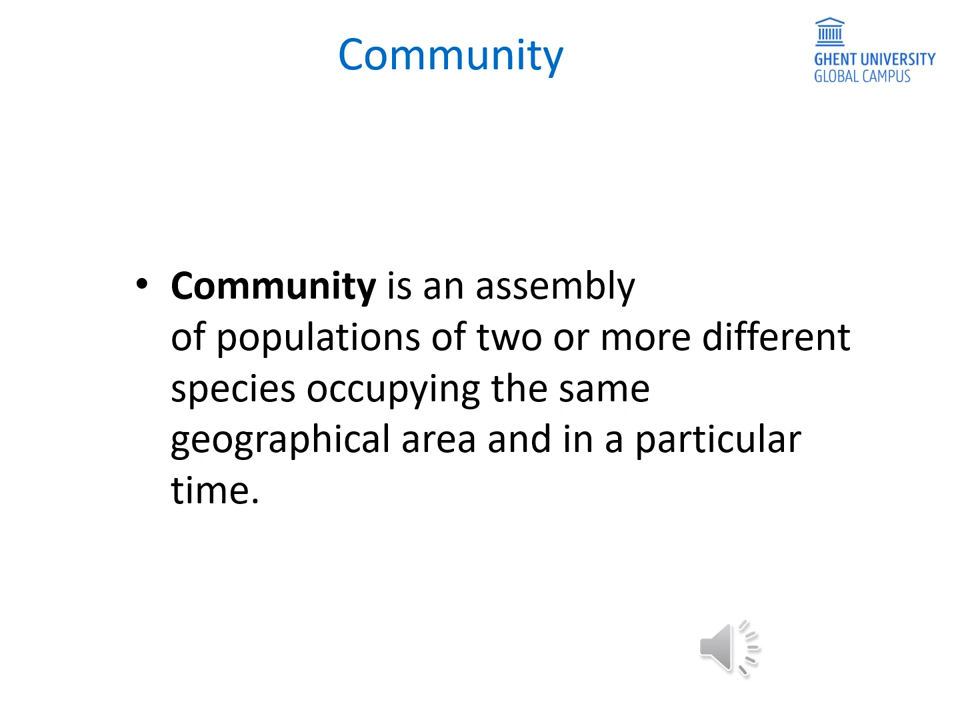 Community
GHENT UNIVERSITY
GLOBAL CAMPUS
• Community is an assembly
of populations of two or more different
species occupying the same
geographical area and in a particular
time.